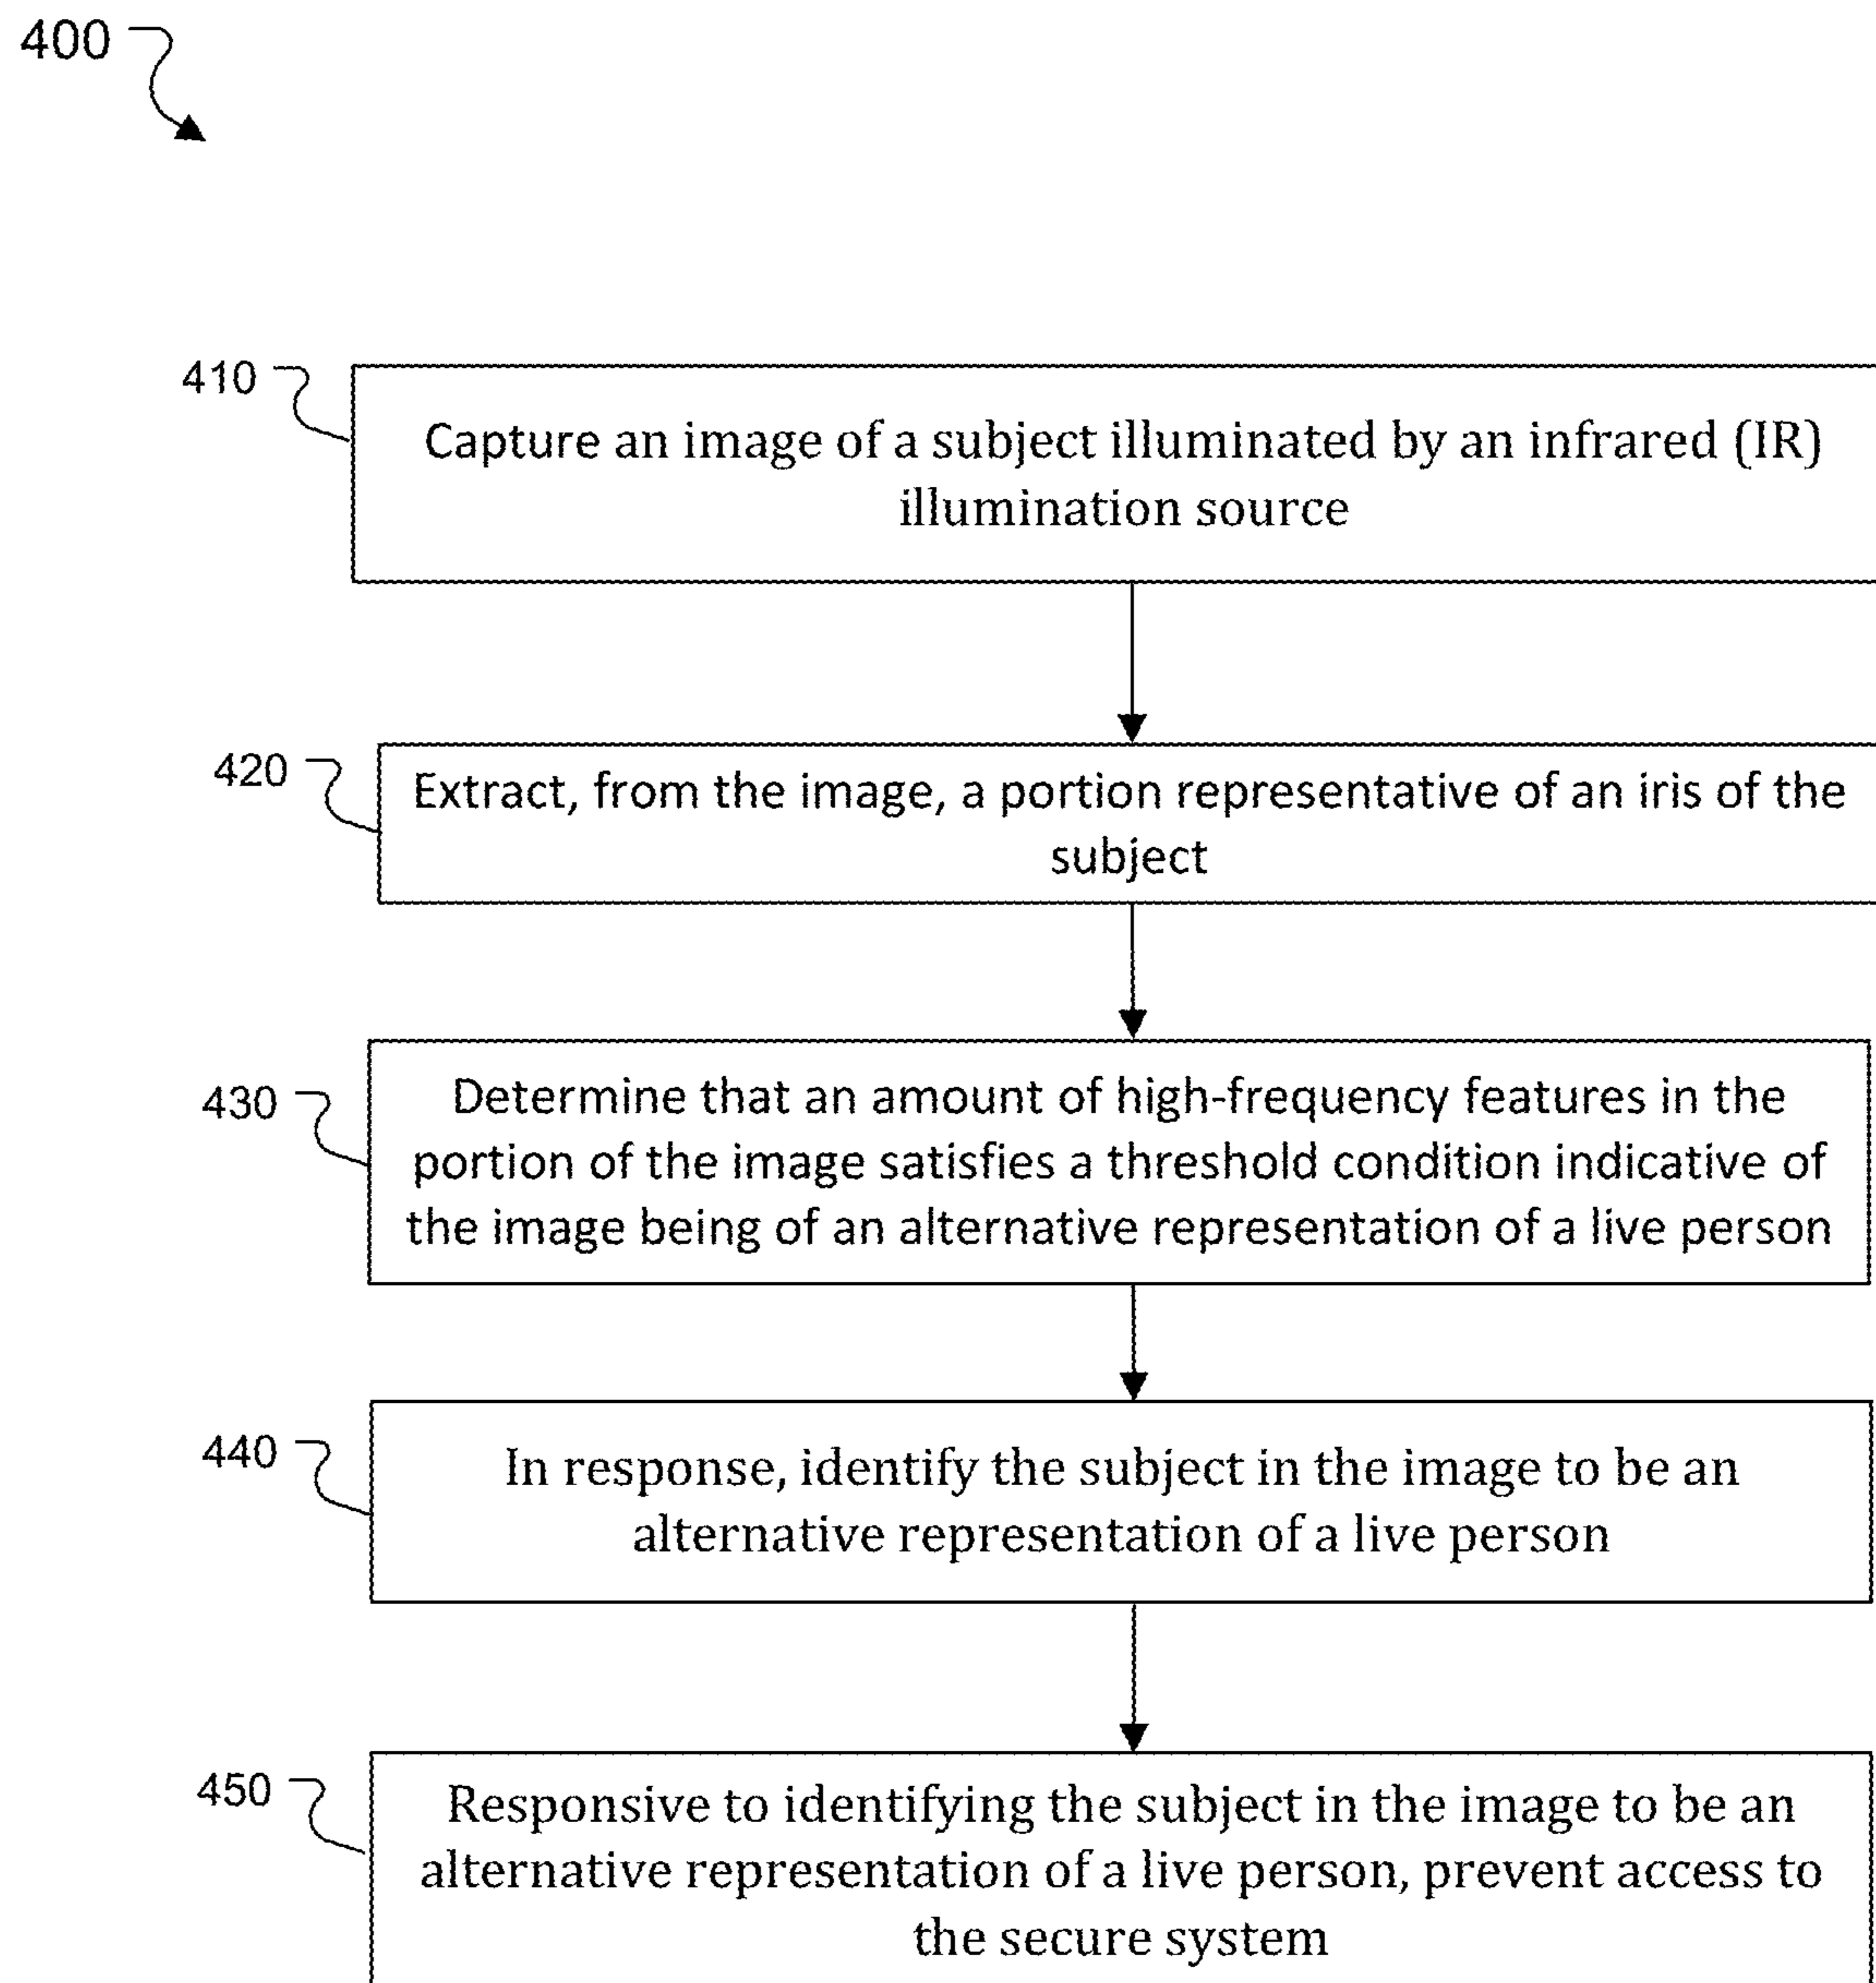 400
410
Capture an image of a subject illuminated by an infrared (IR)
illumination source
420
Extract, from the image, a portion representative of an iris of the
subject
430
Determine that an amount of high-frequency features in the
portion of the image satisfies a threshold condition indicative of
the image being of an alternative representation of a live person
440
In response, identify the subject in the image to be an
alternative representation of a live person
450
Responsive to identifying the subject in the image to be an
alternative representation of a live person, prevent access to
the secure system